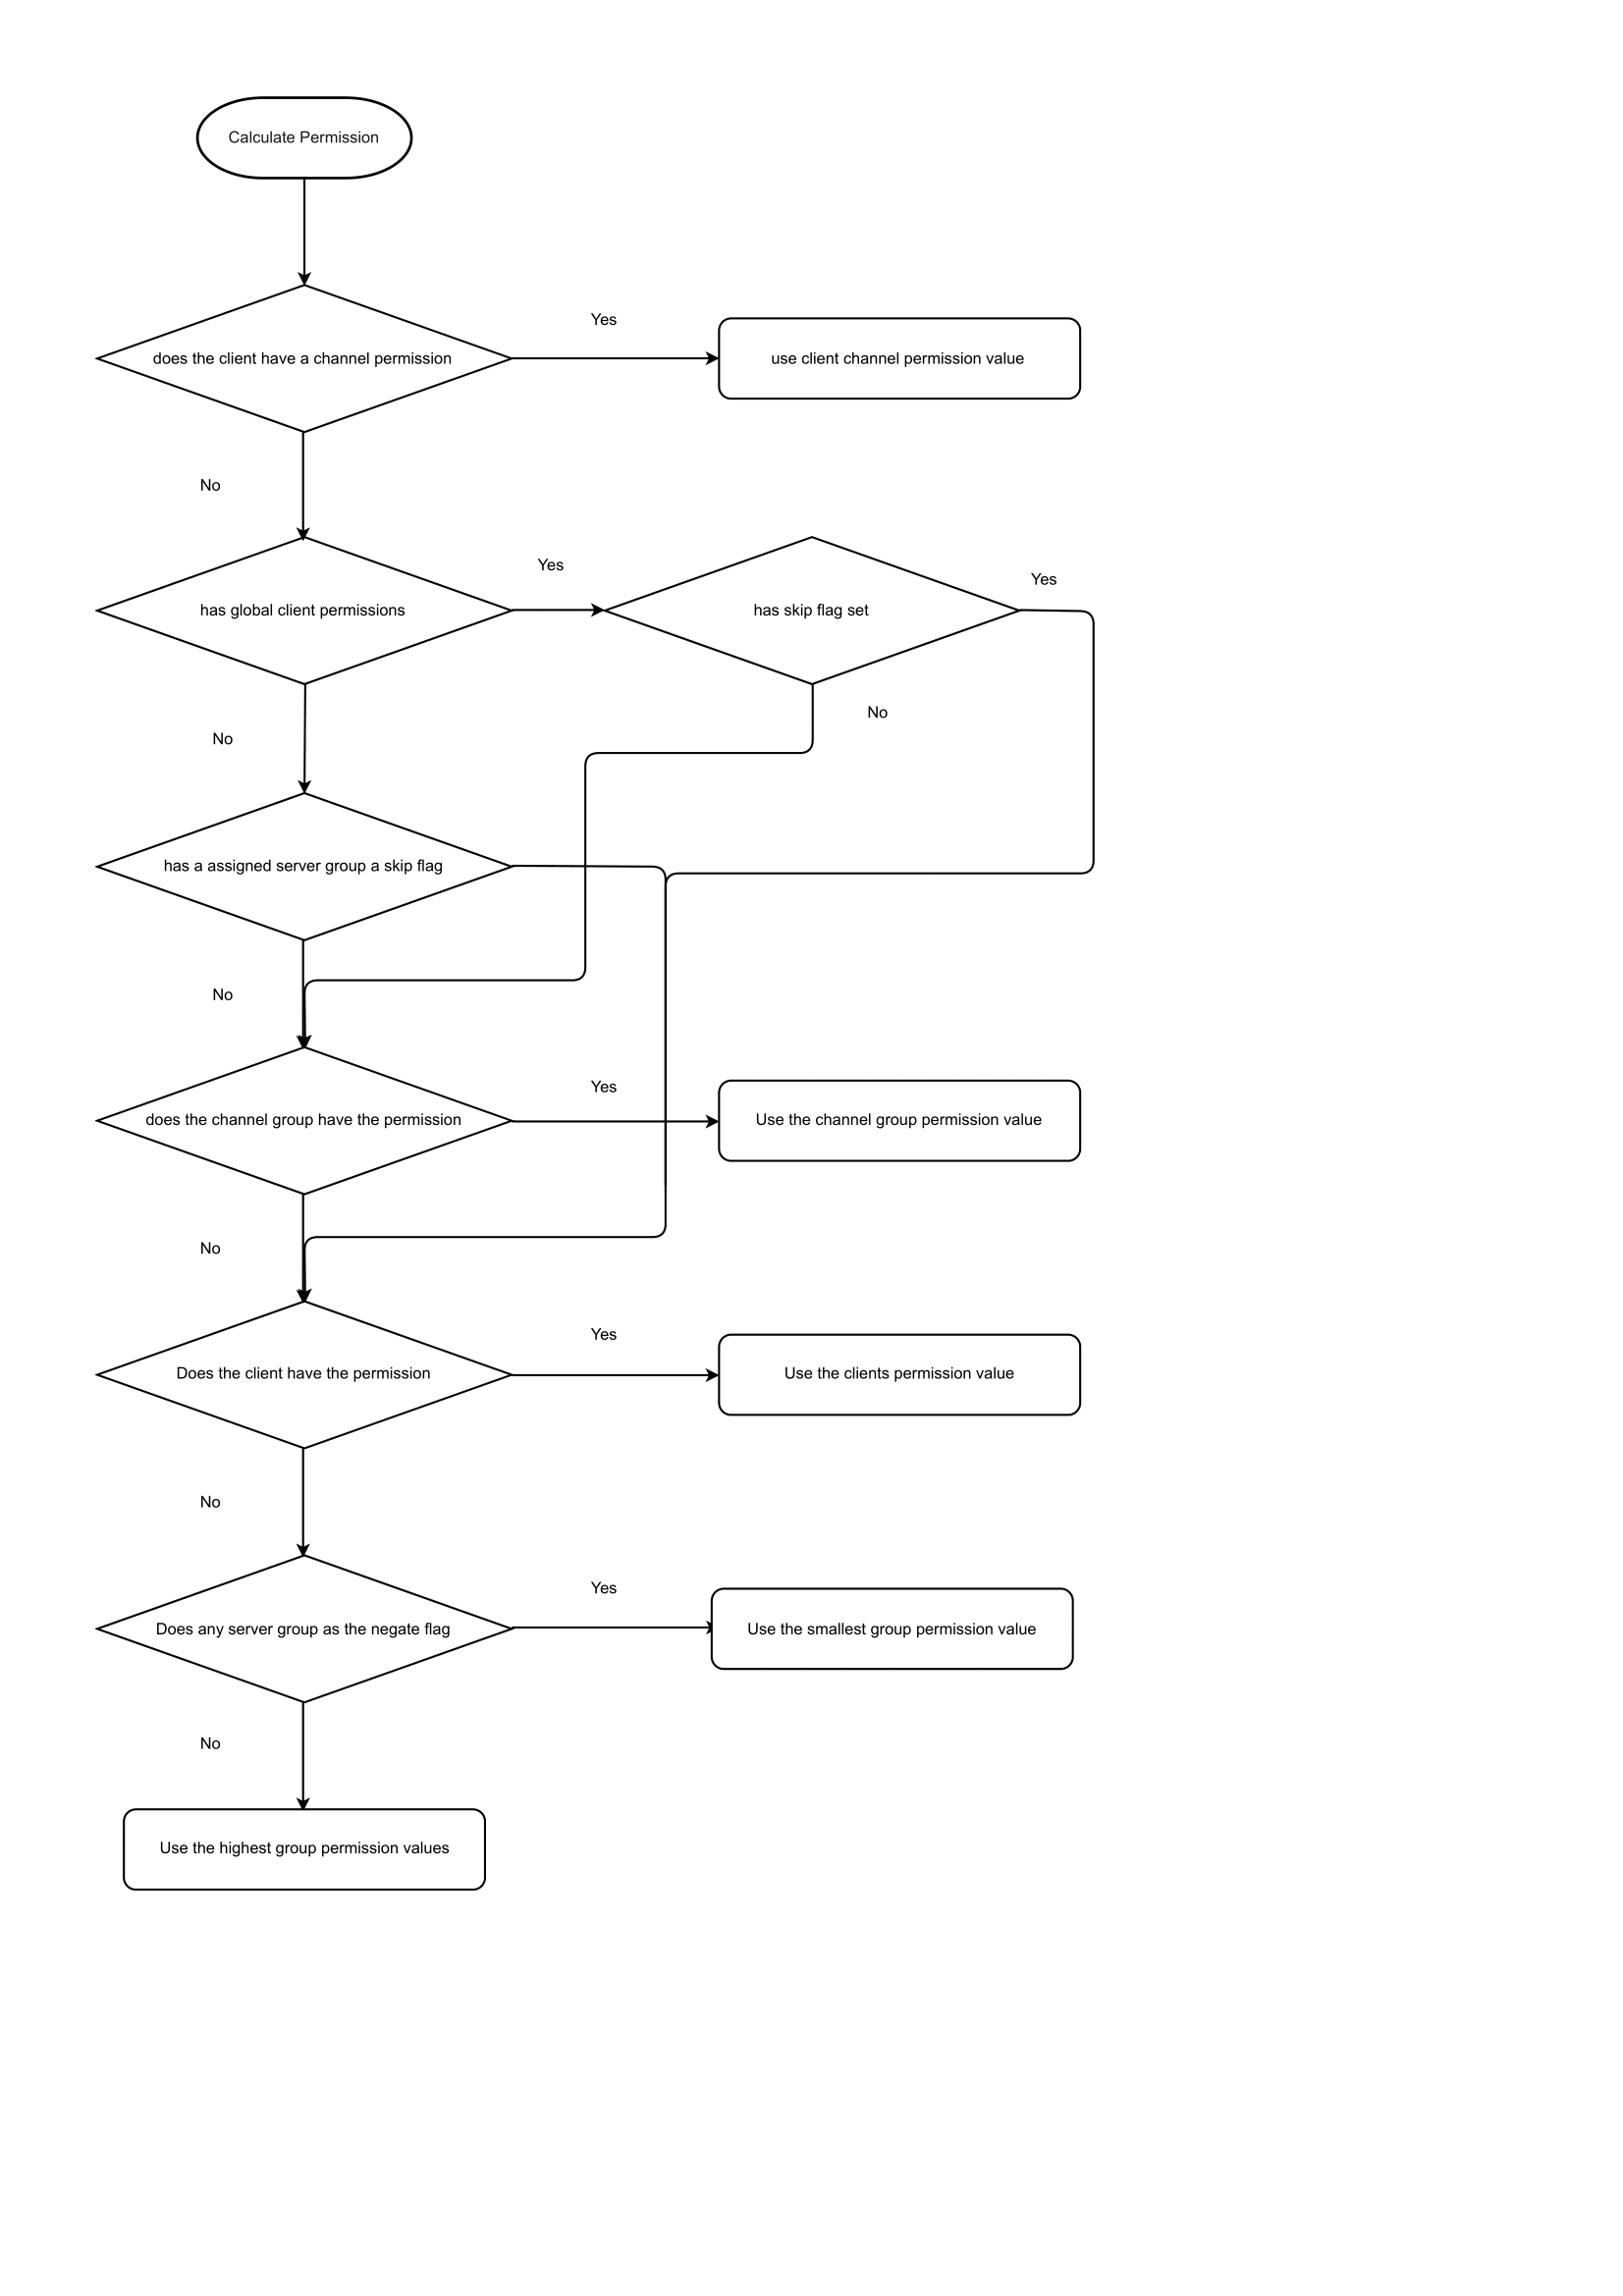 Calculate Permission
Yes
does the client have a channel permission
use client channel permission value
No
Yes
Yes
has global client permissions
has skip flag set
No
No
has a assigned server group a skip flag
No
Yes
does the channel group have the permission
Use the channel group permission value
No
Yes
Does the client have the permission
Use the clients permission value
No
Yes
Does any server group as the negate flag
Use the smallest group permission value
No
Use the highest group permission values